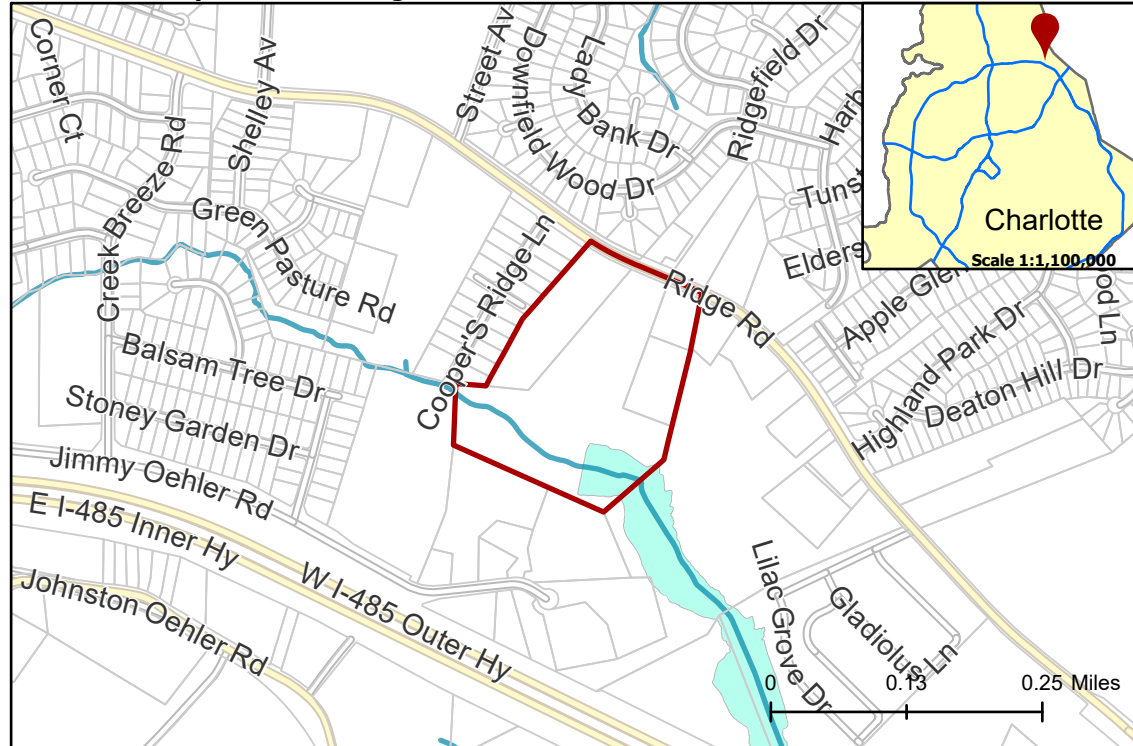 Corner Ct
Shelley Av
Street Av
Downfield Wood Dr
Lady Bank Dr
Ridgefield Dr
Creek Breeze Rd
Green Pasture Rd
Cooper'S Ridge Ln
Ridge Rd
Charlotte
Scale 1:1,100,000
Apple Glen
Highland Park Dr
Deaton Hill Dr
Balsam Tree Dr
Stoney Garden Dr
Jimmy Oehler Rd
E I-485 Inner Hy
W I-485 Outer Hy
Johnston Oehler Rd
Lilac Grove Dr
Gladiolus Ln
0 0.13 0.25 Miles